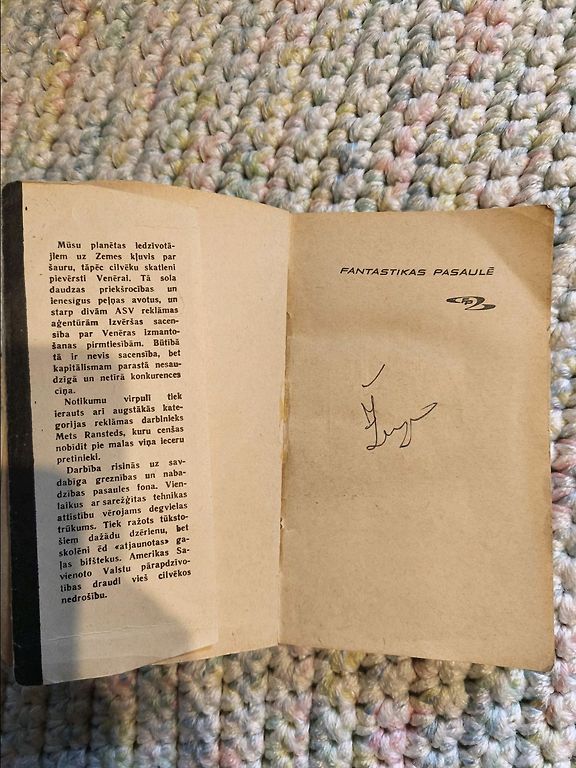 Mūsu planētas iedzīvotā-
jiem uz Zemes kļuvis par
šauru, tāpēc cilvēku skatieni
pievērsti Venērai. Tā sola
daudzas priekšrocības un
ienesīgus peļņas avotus, un
starp divām ASV reklāmas
aģentūrām izvēršas sacen-
sība par Venēras izmanto-
šanas pirmtiesībām. Būtībā
tā ir nevis sacensība, bet
kapitālismam parastā nesau-
dzīgā un netīrā konkurences
cīņa.
Notikumu virpulī tiek
ierauts arī augstākās kate-
gorijas reklāmas darbinieks
Mets Ransteds, kuru cenšas
nobīdīt pie malas viņa ieceru
pretinieki.
Darbība risinās uz sav-
dabīga greznības un naba-
dzības pasaules fona. Vien-
laikus ar sarežģītas tehnikas
attīstību vērojams degvielas
trūkums. Tiek ražots tūksto-
šiem dažādu dzērienu, bet
skolēni ēd «atjaunotas» ga-
ļas bifštekus. Amerikas Sa-
vienoto Valstu pārapdzīvo-
tības draudi vieš cilvēkos
nedrošību.
FANTASTIKAS PASAULĒ